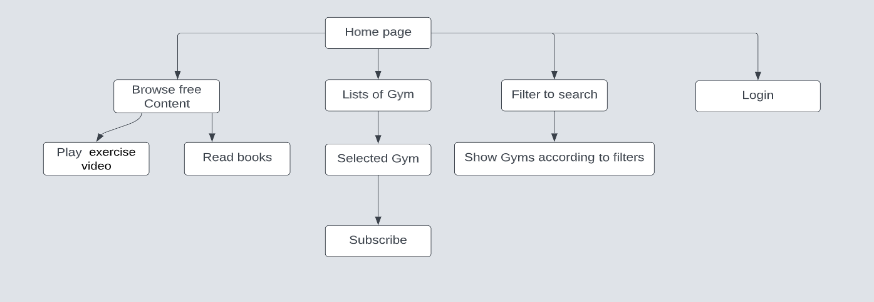 Home page
Browse free
Content
Lists of Gym
Filter to search
Login
Play exercise
video
Read books
Selected Gym
Show Gyms according to filters
Subscribe